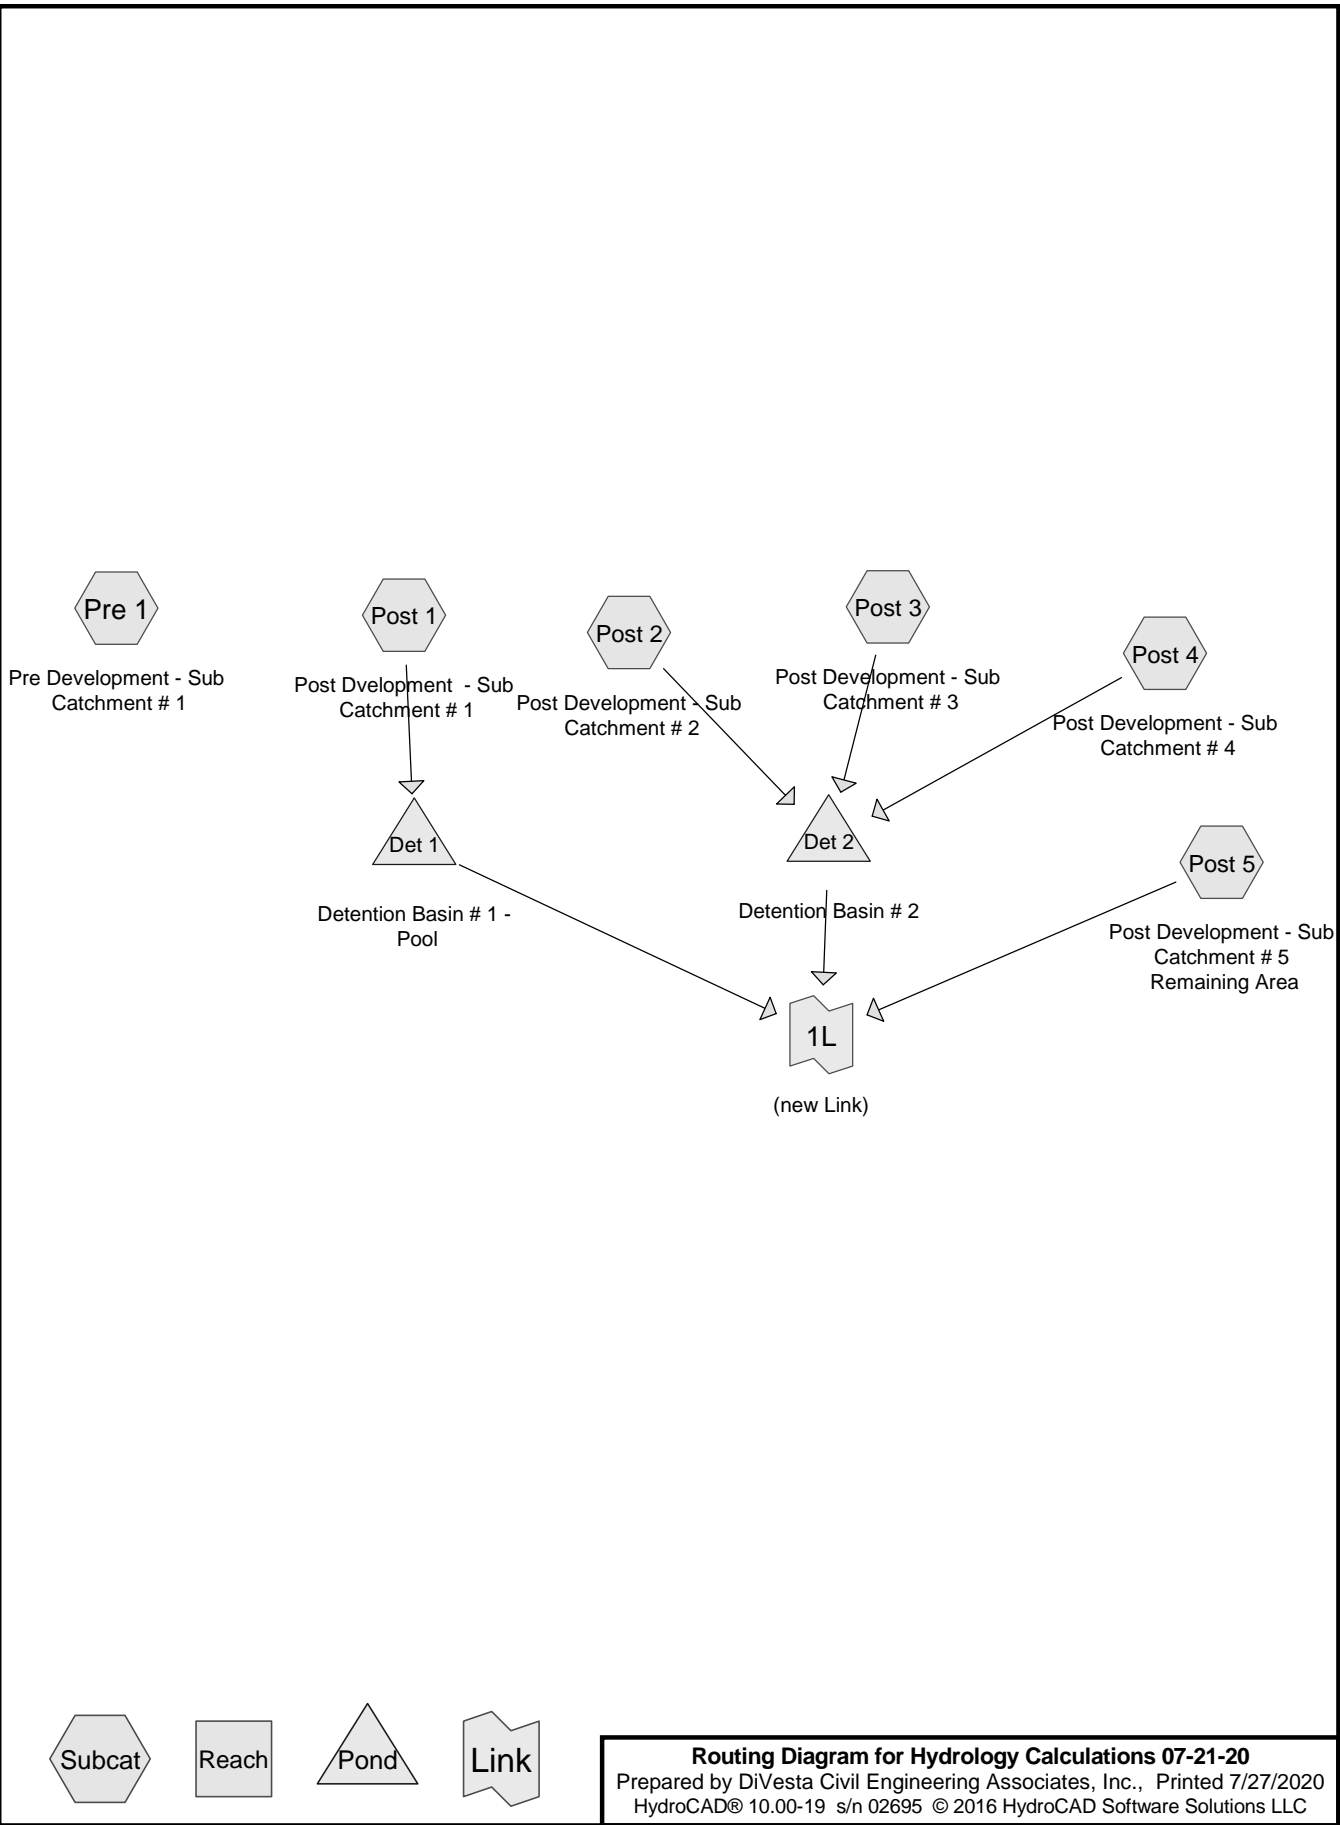 Pre 1
Pre Development - Sub
Catchment # 1
Post 1
Post Dvelopment - Sub
Catchment # 1
Post 2
Post Development - Sub
Catchment # 2
Post 3
Post Development - Sub
Catchment # 3
Post 4
Post Development - Sub
Catchment # 4
Det 1
Detention Basin # 1 -
Pool
Det 2
Detention Basin # 2
Post 5
Post Development - Sub
Catchment # 5
Remaining Area
1L
(new Link)
Subcat
Reach
Pond
Link
Routing Diagram for Hydrology Calculations 07-21-20
Prepared by DiVesta Civil Engineering Associates, Inc., Printed 7/27/2020
HydroCAD® 10.00-19 s/n 02695 © 2016 HydroCAD Software Solutions LLC